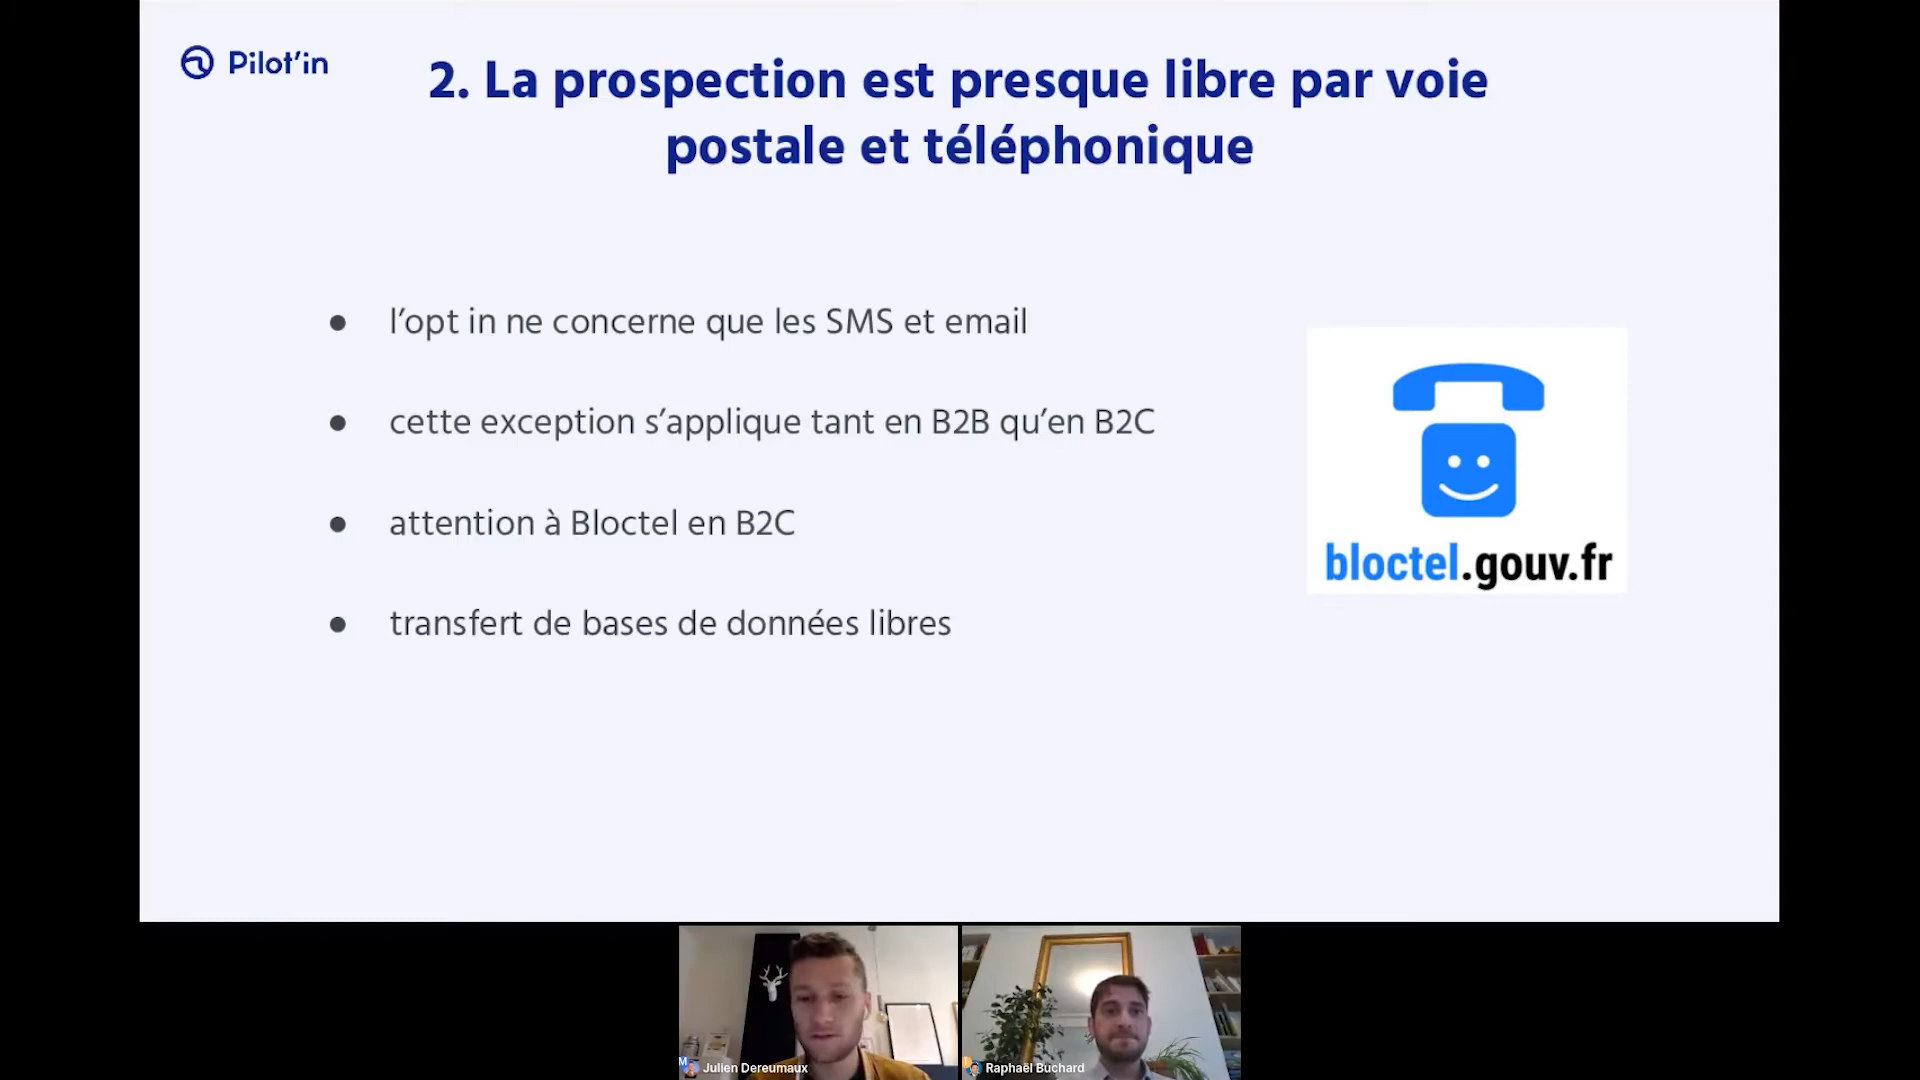 Pilot'in
2. La prospection est presque libre par voie
postale et téléphonique
● l'opt in ne concerne que les SMS et email
● cette exception s'applique tant en B2B qu'en B2C
● attention à Bloctel en B2C
● transfert de bases de données libres
bloctel.gouv.fr
Julien Dereumaux
Raphaël Buchard